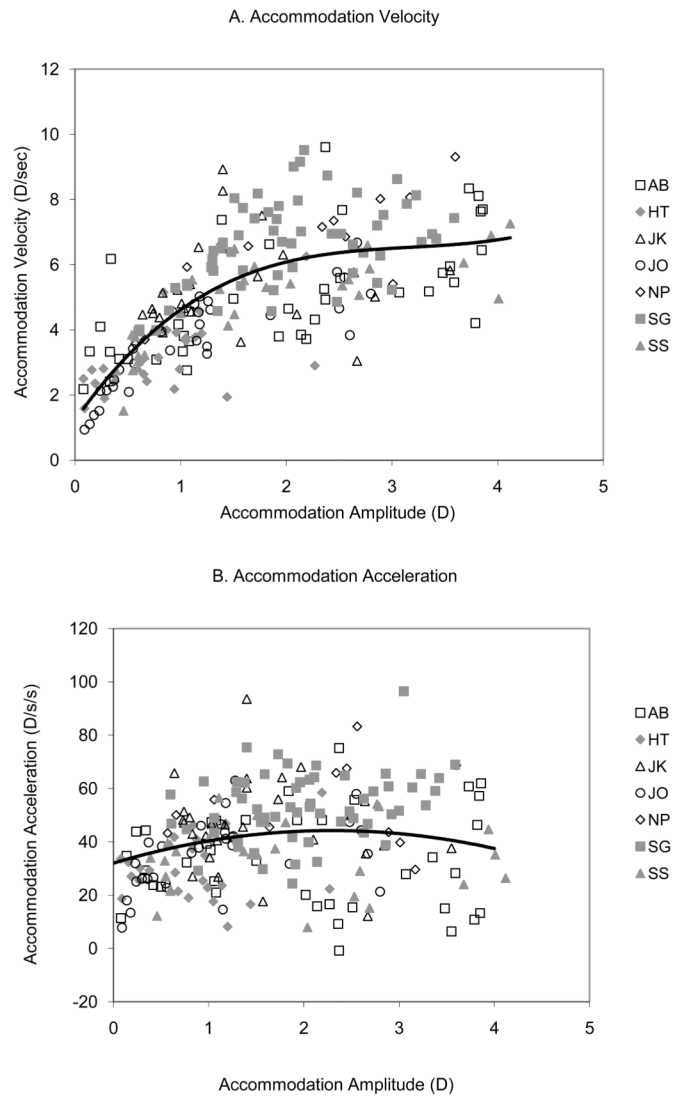 A. Accommodation Velocity
12
10
8
6
4
2
0
Accommodation Velocity (D/sec)
0 1 2 3 4 5
Accommodation Amplitude (D)
AB
HT
JK
JO
NP
SG
SS
B. Accommodation Acceleration
120
100
80
60
40
20
0
-20
Accommodation Acceleration (D/s/s)
0 1 2 3 4 5
Accommodation Amplitude (D)
AB
HT
JK
JO
NP
SG
SS